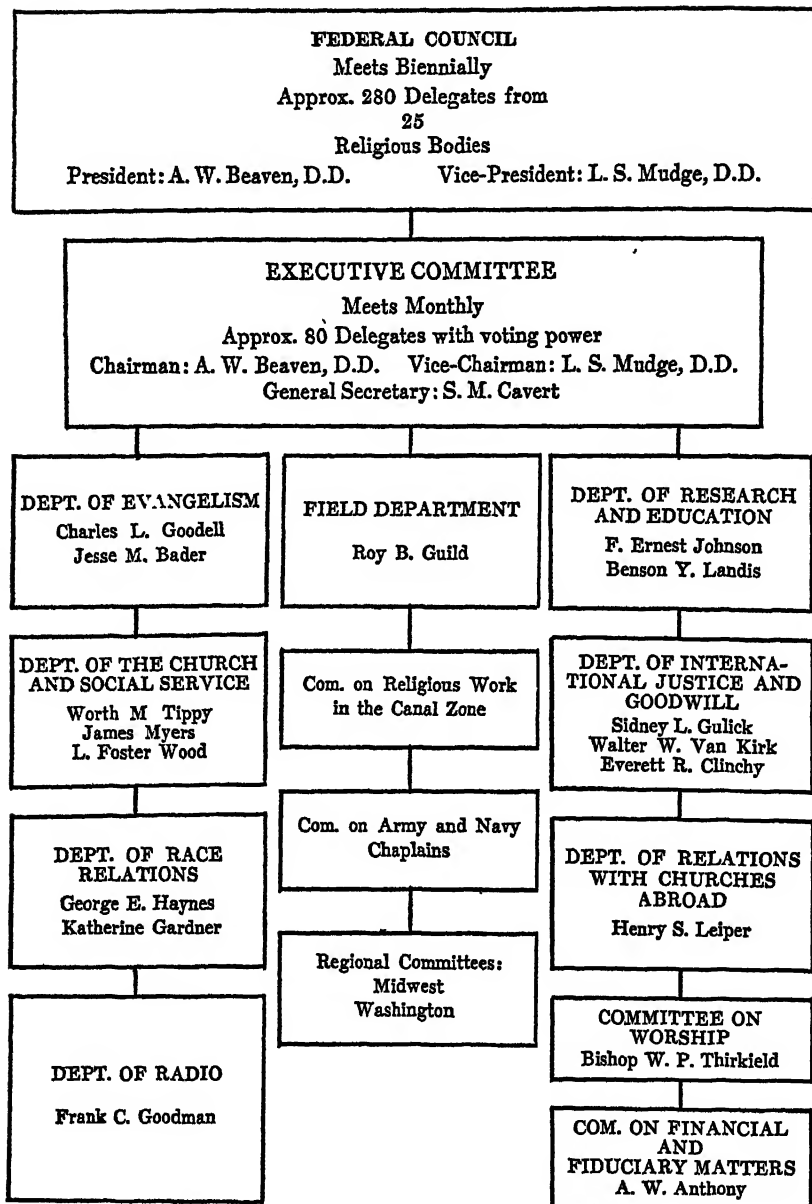 FEDERAL COUNCIL
Meets Biennially
Approx. 280 Delegates from
25
Religious Bodies
President: A. W. Beaven, D.D. Vice-President: L. S. Mudge, D.D.
EXECUTIVE COMMITTEE
Meets Monthly
Approx. 80 Delegates with voting power
Chairman: A. W. Beaven, D.D. Vice-Chairman: L. S. Mudge, D.D.
General Secretary: S. M. Cavert
DEPT. OF EVANGELISM
Charles L. Goodell
Jesse M. Bader
DEPT. OF THE CHURCH
AND SOCIAL SERVICE
Worth M Tippy
James Myers
L. Foster Wood
DEPT. OF RACE
RELATIONS
George E. Haynes
Katherine Gardner
DEPT. OF RADIO
Frank C. Goodman
FIELD DEPARTMENT
Roy B. Guild
Com. on Religious Work
in the Canal Zone
Com. on Army and Navy
Chaplains
Regional Committees:
Midwest
Washington
DEPT. OF RESEARCH
AND EDUCATION
F. Ernest Johnson
Benson Y. Landis
DEPT. OF INTERNA-
TIONAL JUSTICE AND
GOODWILL
Sidney L. Gulick
Walter W. Van Kirk
Everett R. Clinchy
DEPT. OF RELATIONS
WITH CHURCHES
ABROAD
Henry S. Leiper
COMMITTEE ON
WORSHIP
Bishop W. P. Thirkield
COM. ON FINANCIAL
AND
FIDUCIARY MATTERS
A. W. Anthony